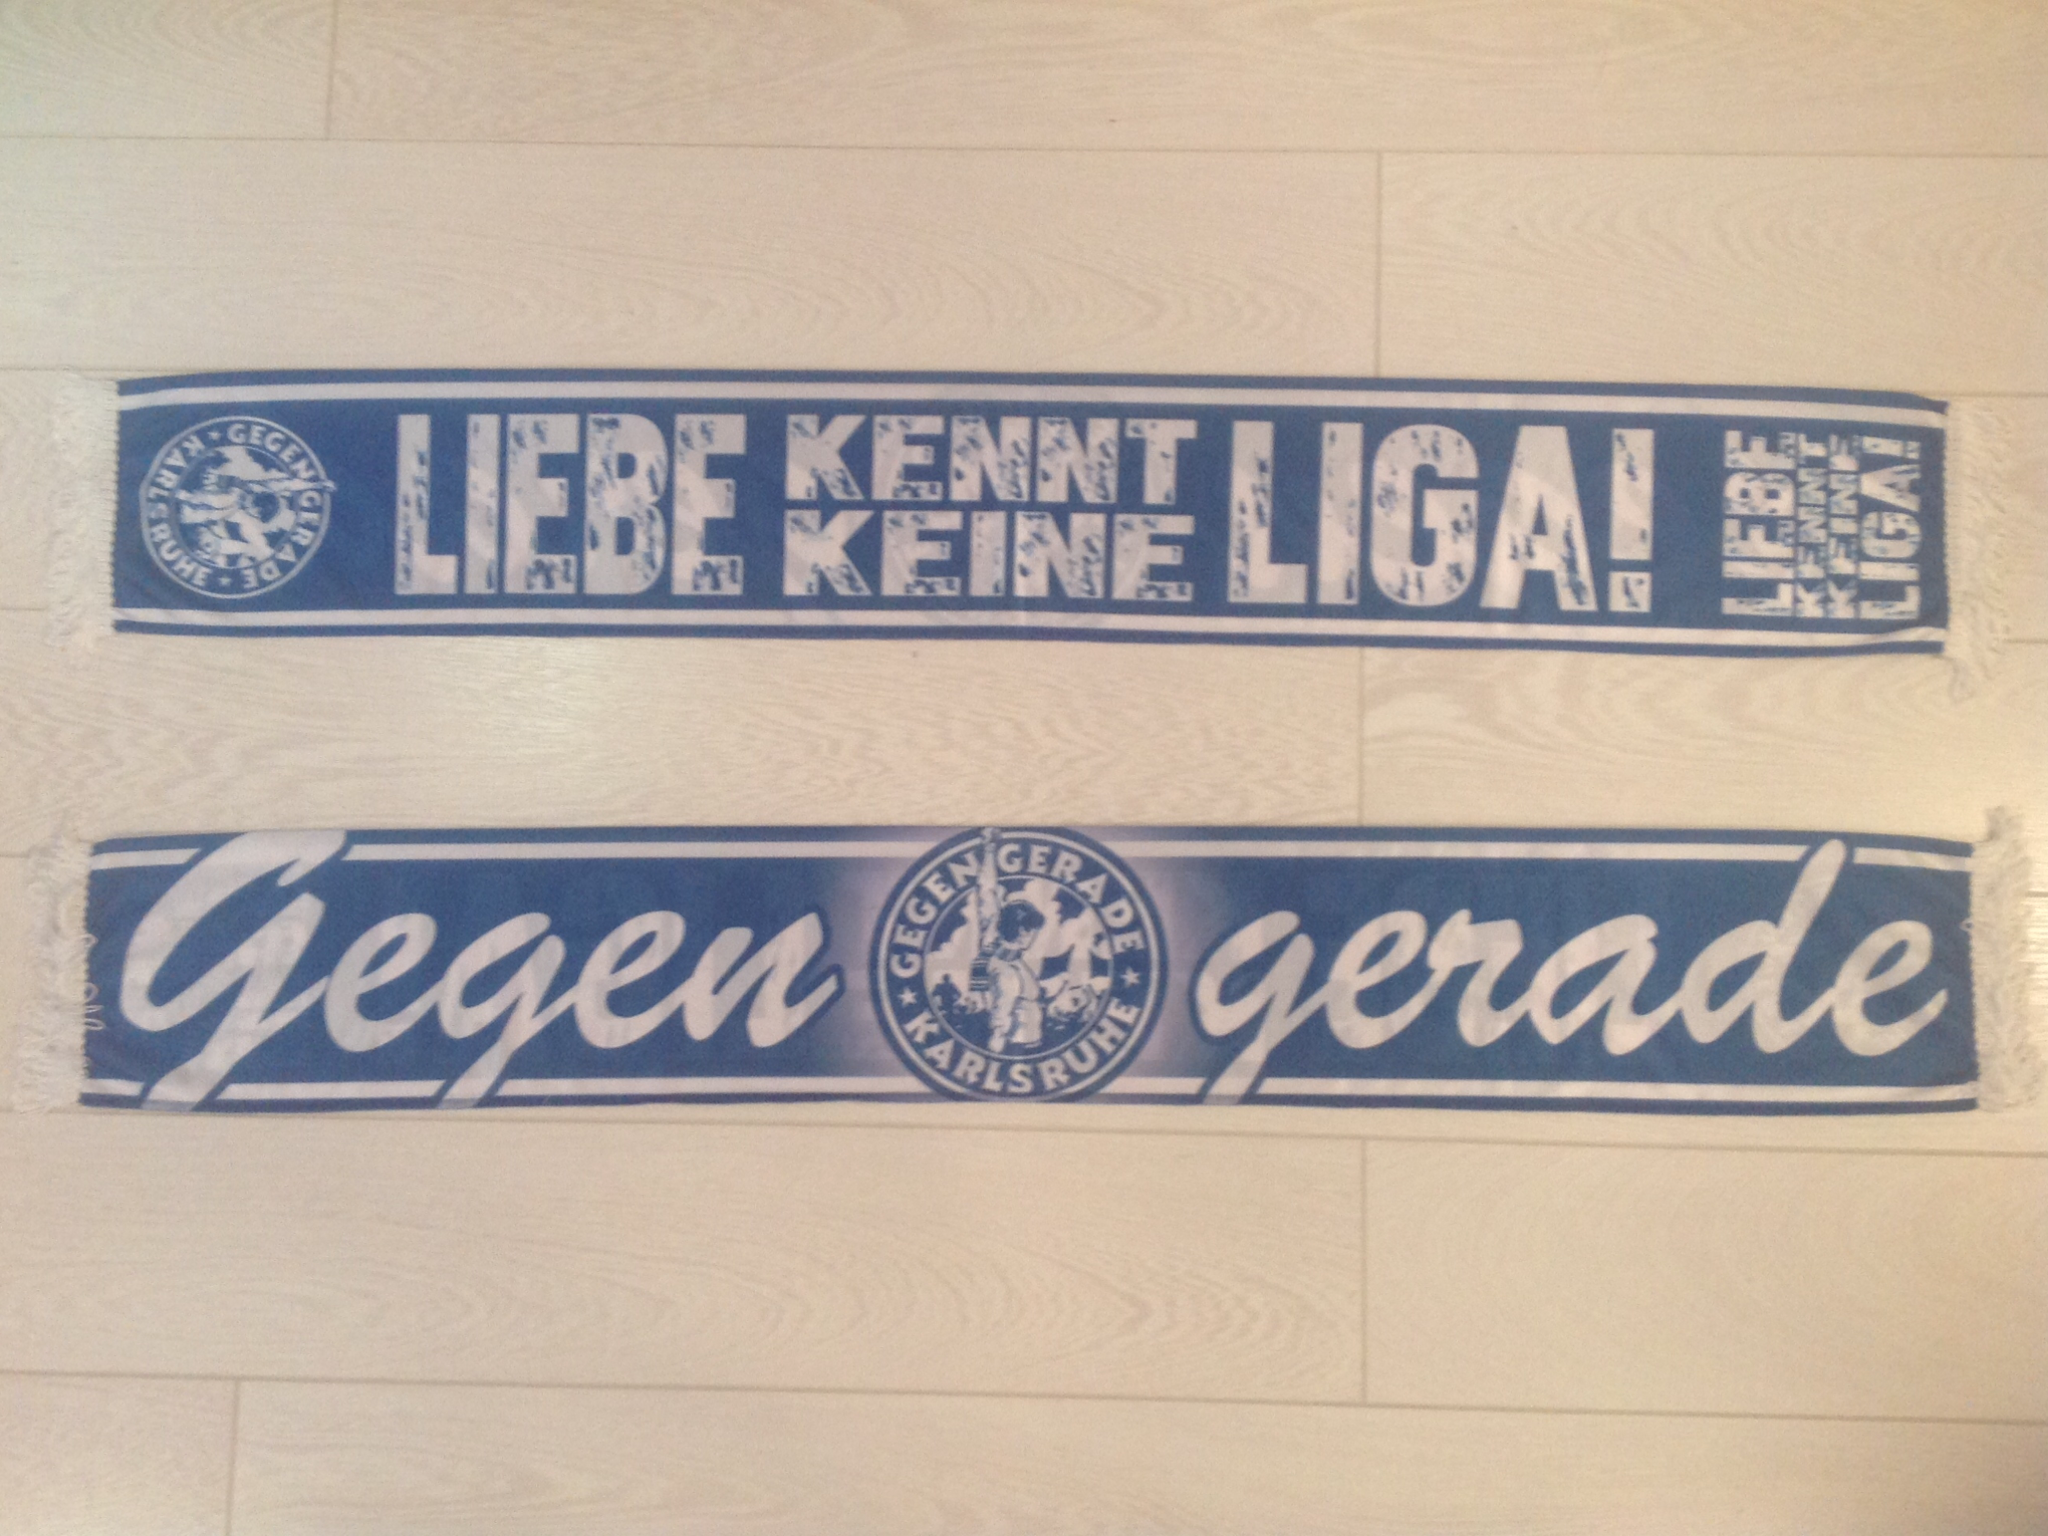 GEGENGERADE
KARLSRUHE
LIEBE
KENNT
KEINE
LIGA!
LIEBE
KENNT
KEINE
LIGA!
Gegen
GEGENGERADE
KARLSRUHE
gerade